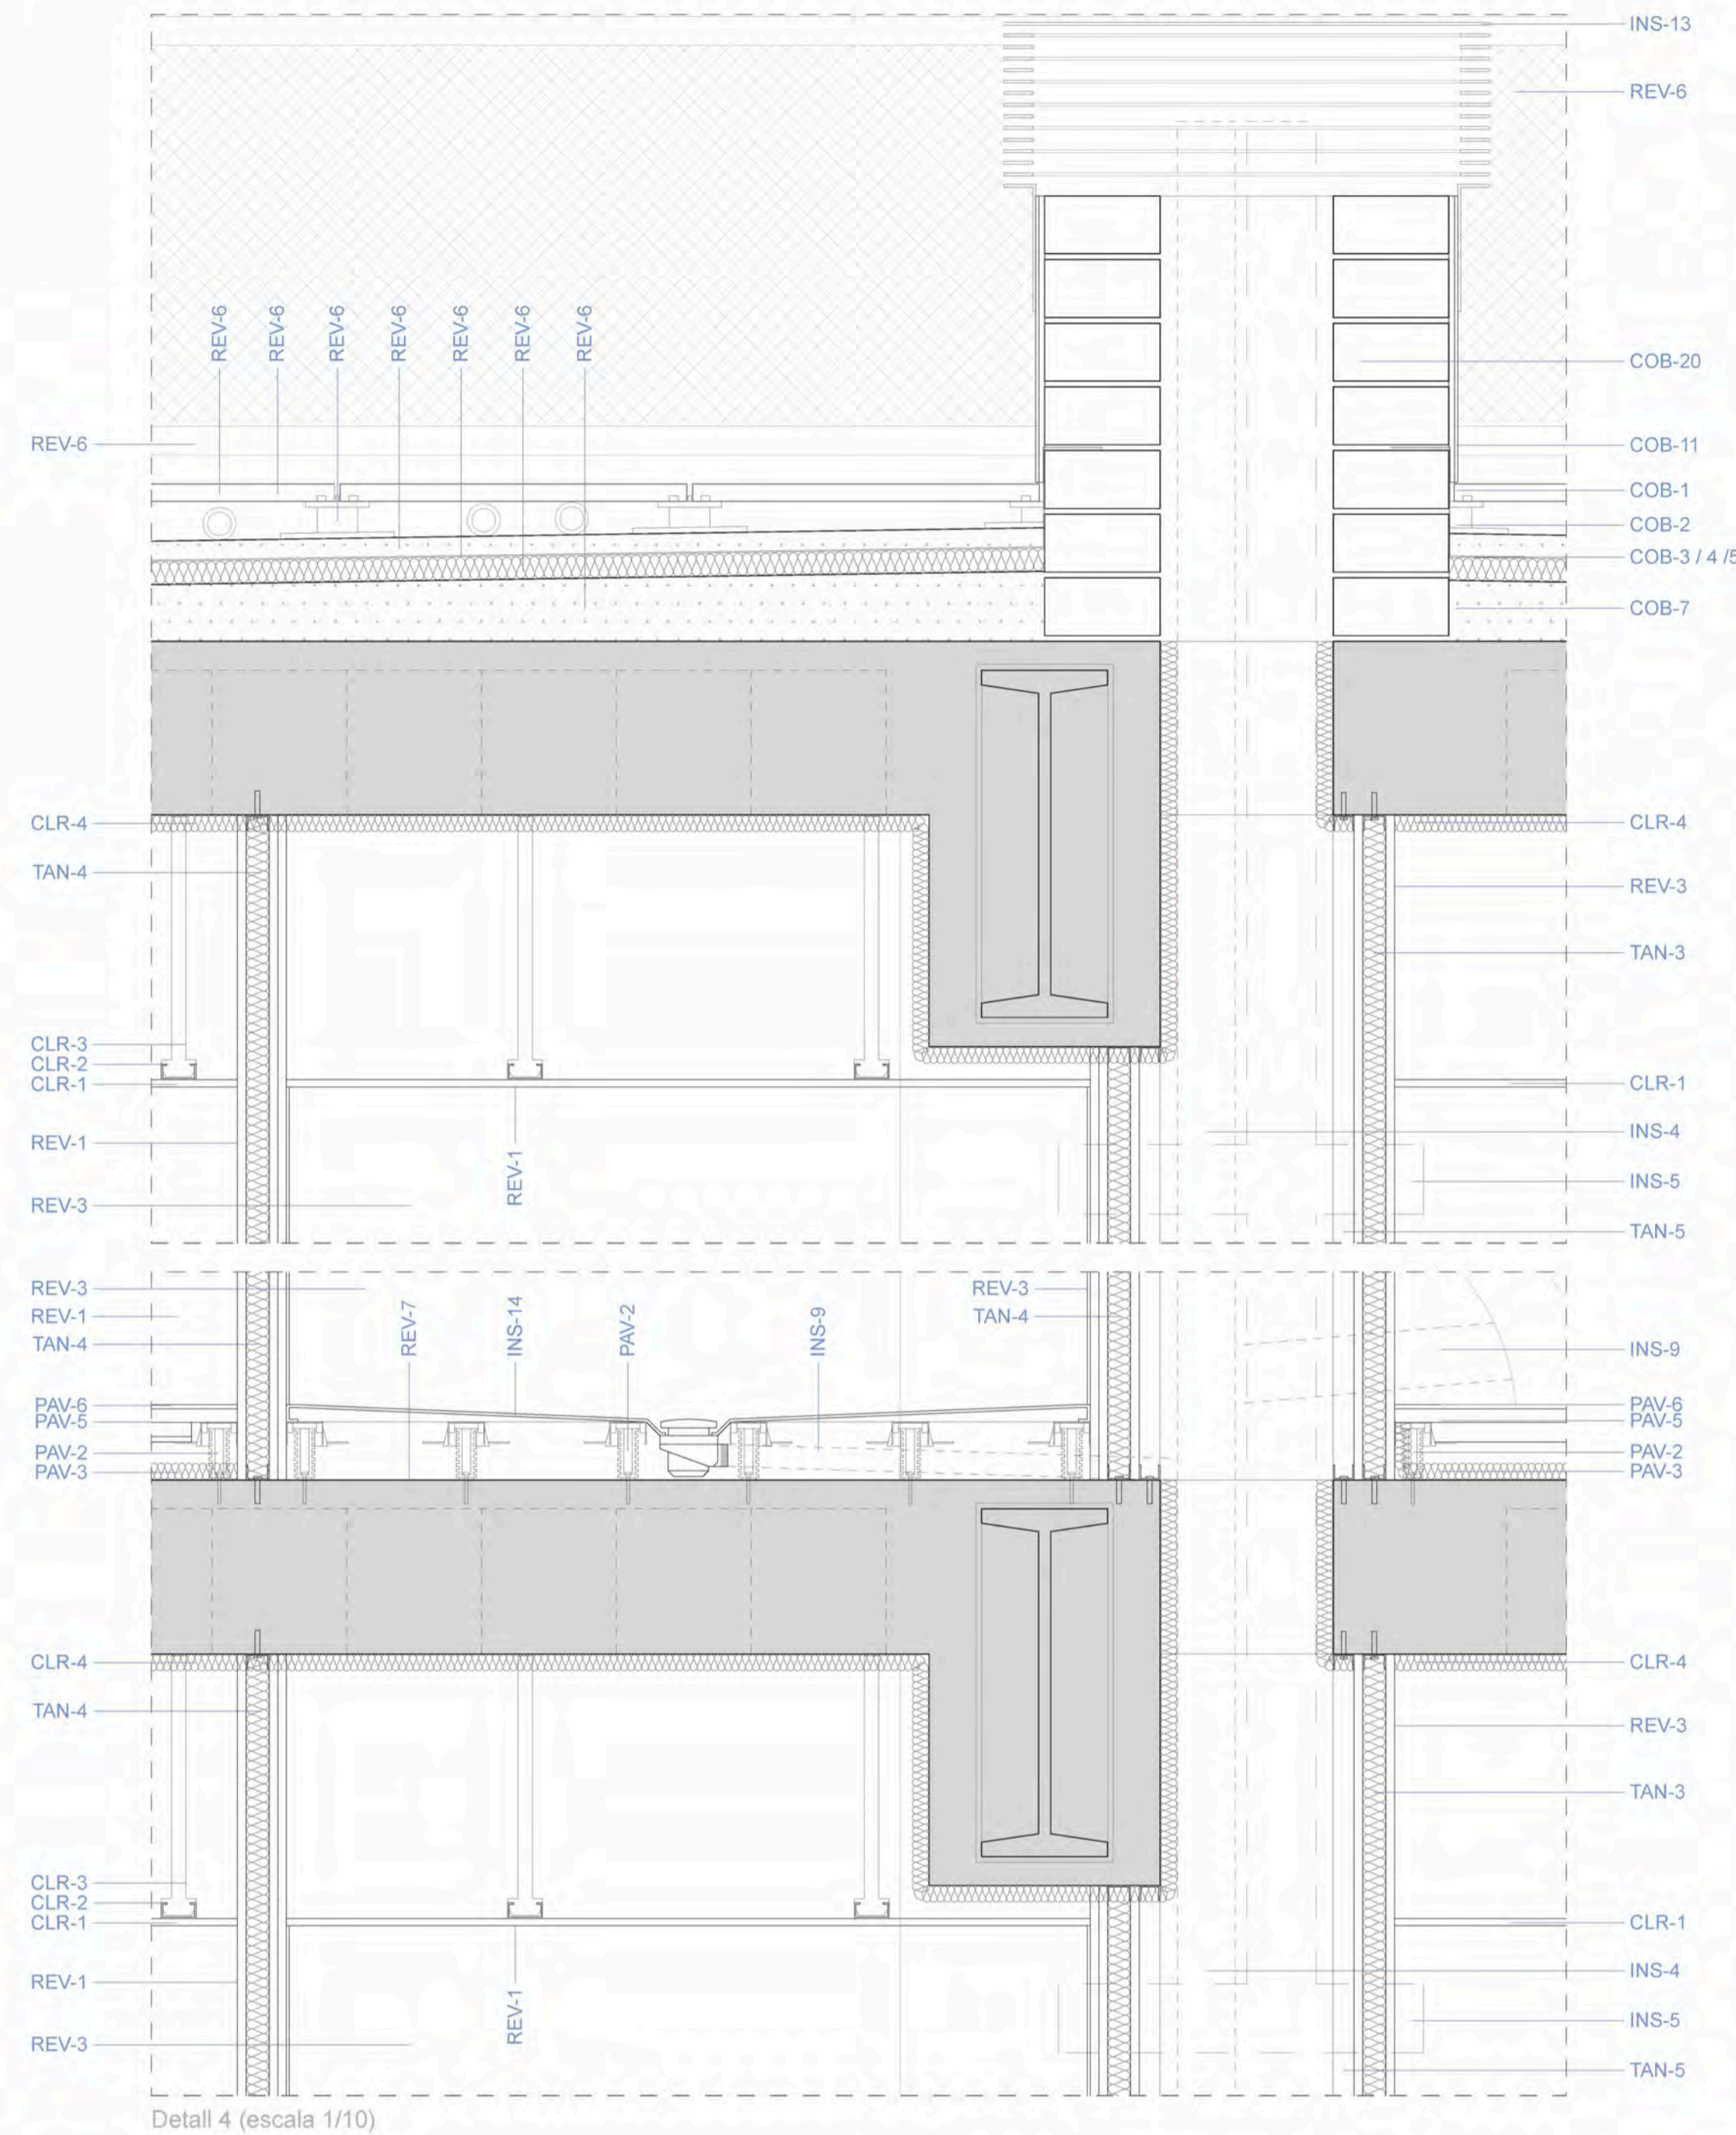 INS-13
REV-6
REV-6 REV-6 REV-6 REV-6 REV-6 REV-6 REV-6
COB-20
REV-6
COB-11
COB-1
COB-2
COB-3 / 4 /5
COB-7
CLR-4
CLR-4
TAN-4
REV-3
TAN-3
CLR-3
CLR-2
CLR-1
CLR-1
INS-4
REV-1
REV-1
INS-5
REV-3
TAN-5
REV-3
REV-3
REV-1
TAN-4
TAN-4
REV-7
INS-14
PAV-2
INS-9
INS-9
PAV-6
PAV-5
PAV-2
PAV-3
PAV-6
PAV-5
PAV-2
PAV-3
CLR-4
CLR-4
TAN-4
REV-3
TAN-3
CLR-3
CLR-2
CLR-1
CLR-1
INS-4
REV-1
REV-1
INS-5
REV-3
TAN-5
Detall 4 (escala 1/10)